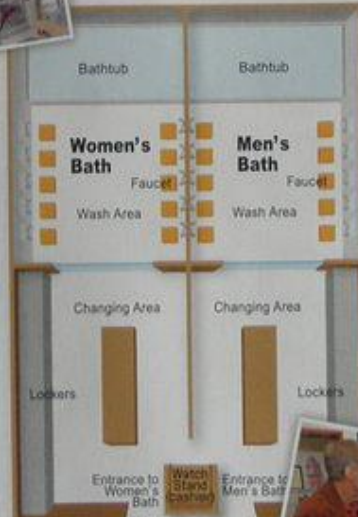 Bathtub
Bathtub
Women's
Bath
Men's
Bath
Faucet
Faucet
Wash Area
Wash Area
Changing Area
Changing Area
Lockers
Lockers
Entrance to
Women's
Bath
Watch
Stand
(cashier)
Entrance to
Men's Bath